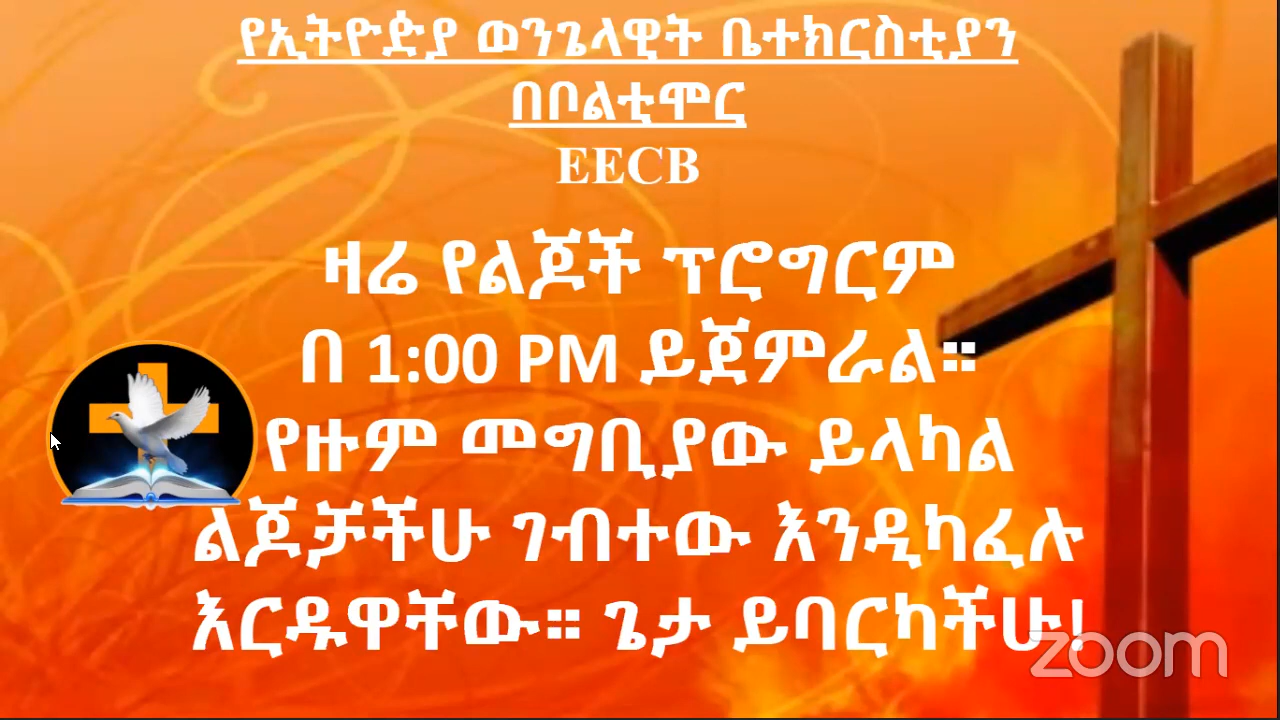 የኢትዮዽያ ወንጌላዊት ቤተክርስቲያን
በቦልቲሞር
EECB
ዛሬ የልጆች ፕሮግርም
በ 1:00 PM ይጀምራል።
የዙም መግቢያው ይላካል
ልጆቻችሁ ገብተው እንዲካፈሉ
እርዱዋቸው። ጌታ ይባርካችሁ!
zoom